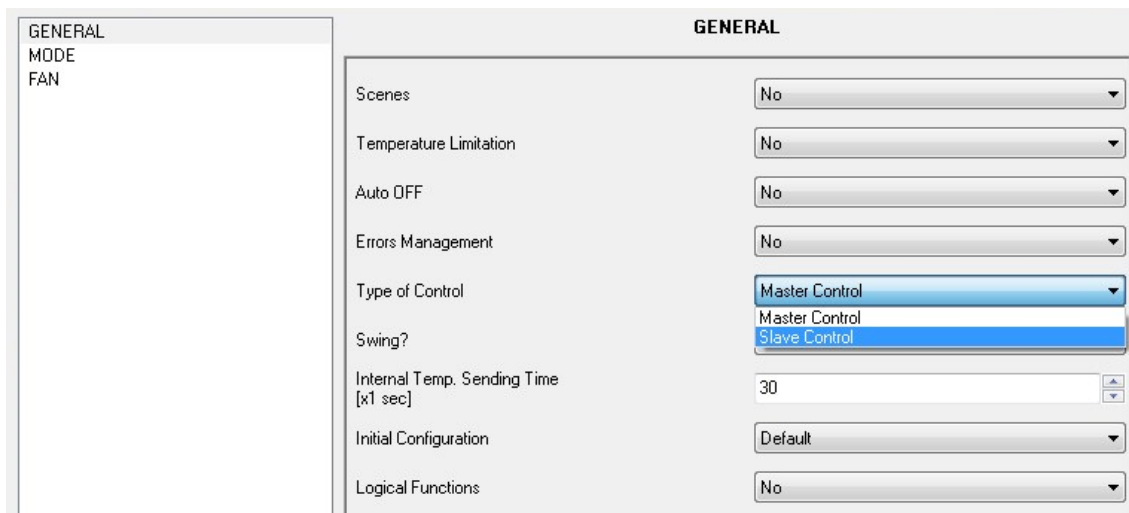 GENERAL
MODE
FAN
GENERAL
Scenes No
Temperature Limitation No
Auto OFF No
Errors Management No
Type of Control Master Control
Master Control
Slave Control
Swing?
Internal Temp. Sending Time
[x1 sec] 30
Initial Configuration Default
Logical Functions No